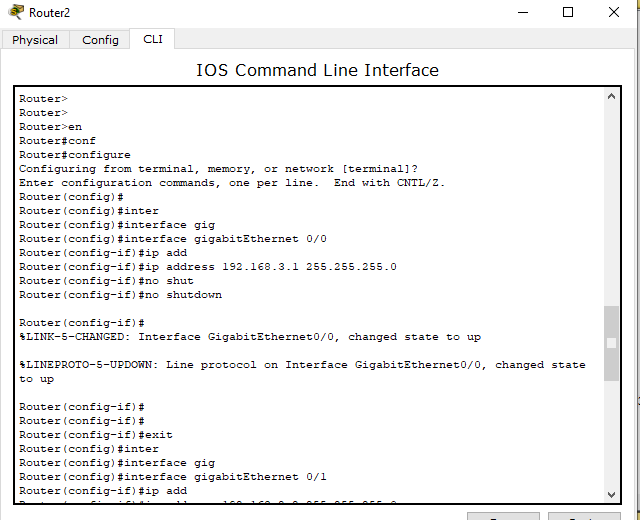 Router2
Physical Config CLI
IOS Command Line Interface
Router>
Router>
Router>en
Router#conf
Router#configure
Configuring from terminal, memory, or network [terminal]?
Enter configuration commands, one per line.  End with CNTL/Z.
Router(config)#
Router(config)#inter
Router(config)#interface gig
Router(config)#interface gigabitEthernet 0/0
Router(config-if)#ip add
Router(config-if)#ip address 192.168.3.1 255.255.255.0
Router(config-if)#no shut
Router(config-if)#no shutdown
Router(config-if)#
%LINK-5-CHANGED: Interface GigabitEthernet0/0, changed state to up
%LINEPROTO-5-UPDOWN: Line protocol on Interface GigabitEthernet0/0, changed state
to up
Router(config-if)#
Router(config-if)#
Router(config-if)#exit
Router(config)#inter
Router(config)#interface gig
Router(config)#interface gigabitEthernet 0/1
Router(config-if)#ip add